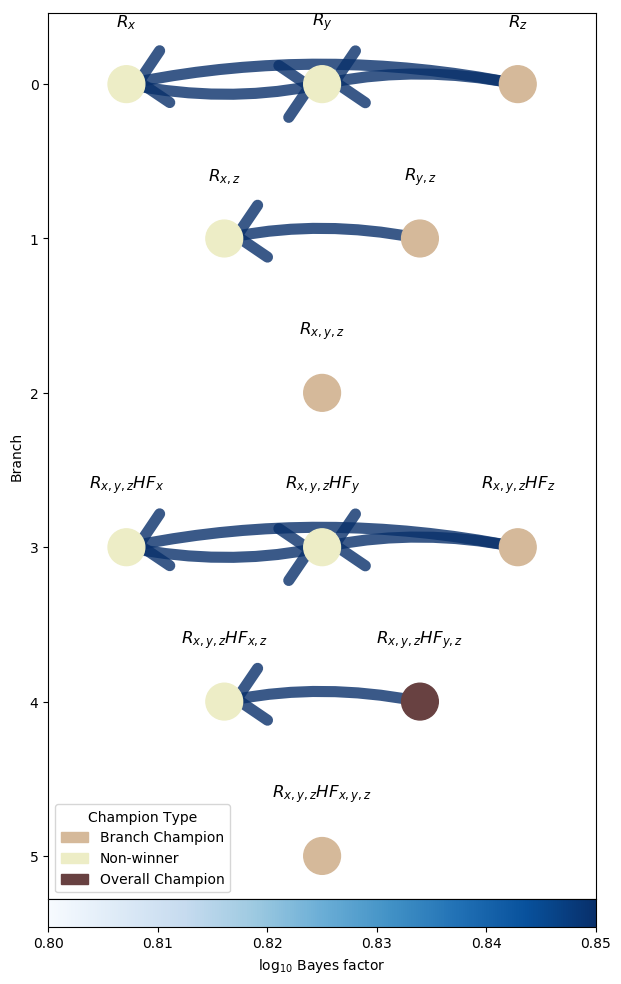 R_x R_y R_z
0
R_{x,z} R_{y,z}
1
R_{x,y,z}
2
Branch
R_{x,y,z}HF_x R_{x,y,z}HF_y R_{x,y,z}HF_z
3
R_{x,y,z}HF_{x,z} R_{x,y,z}HF_{y,z}
4
R_{x,y,z}HF_{x,y,z}
Champion Type
Branch Champion
Non-winner
Overall Champion
5
0.80 0.81 0.82 0.83 0.84 0.85
log₁₀ Bayes factor